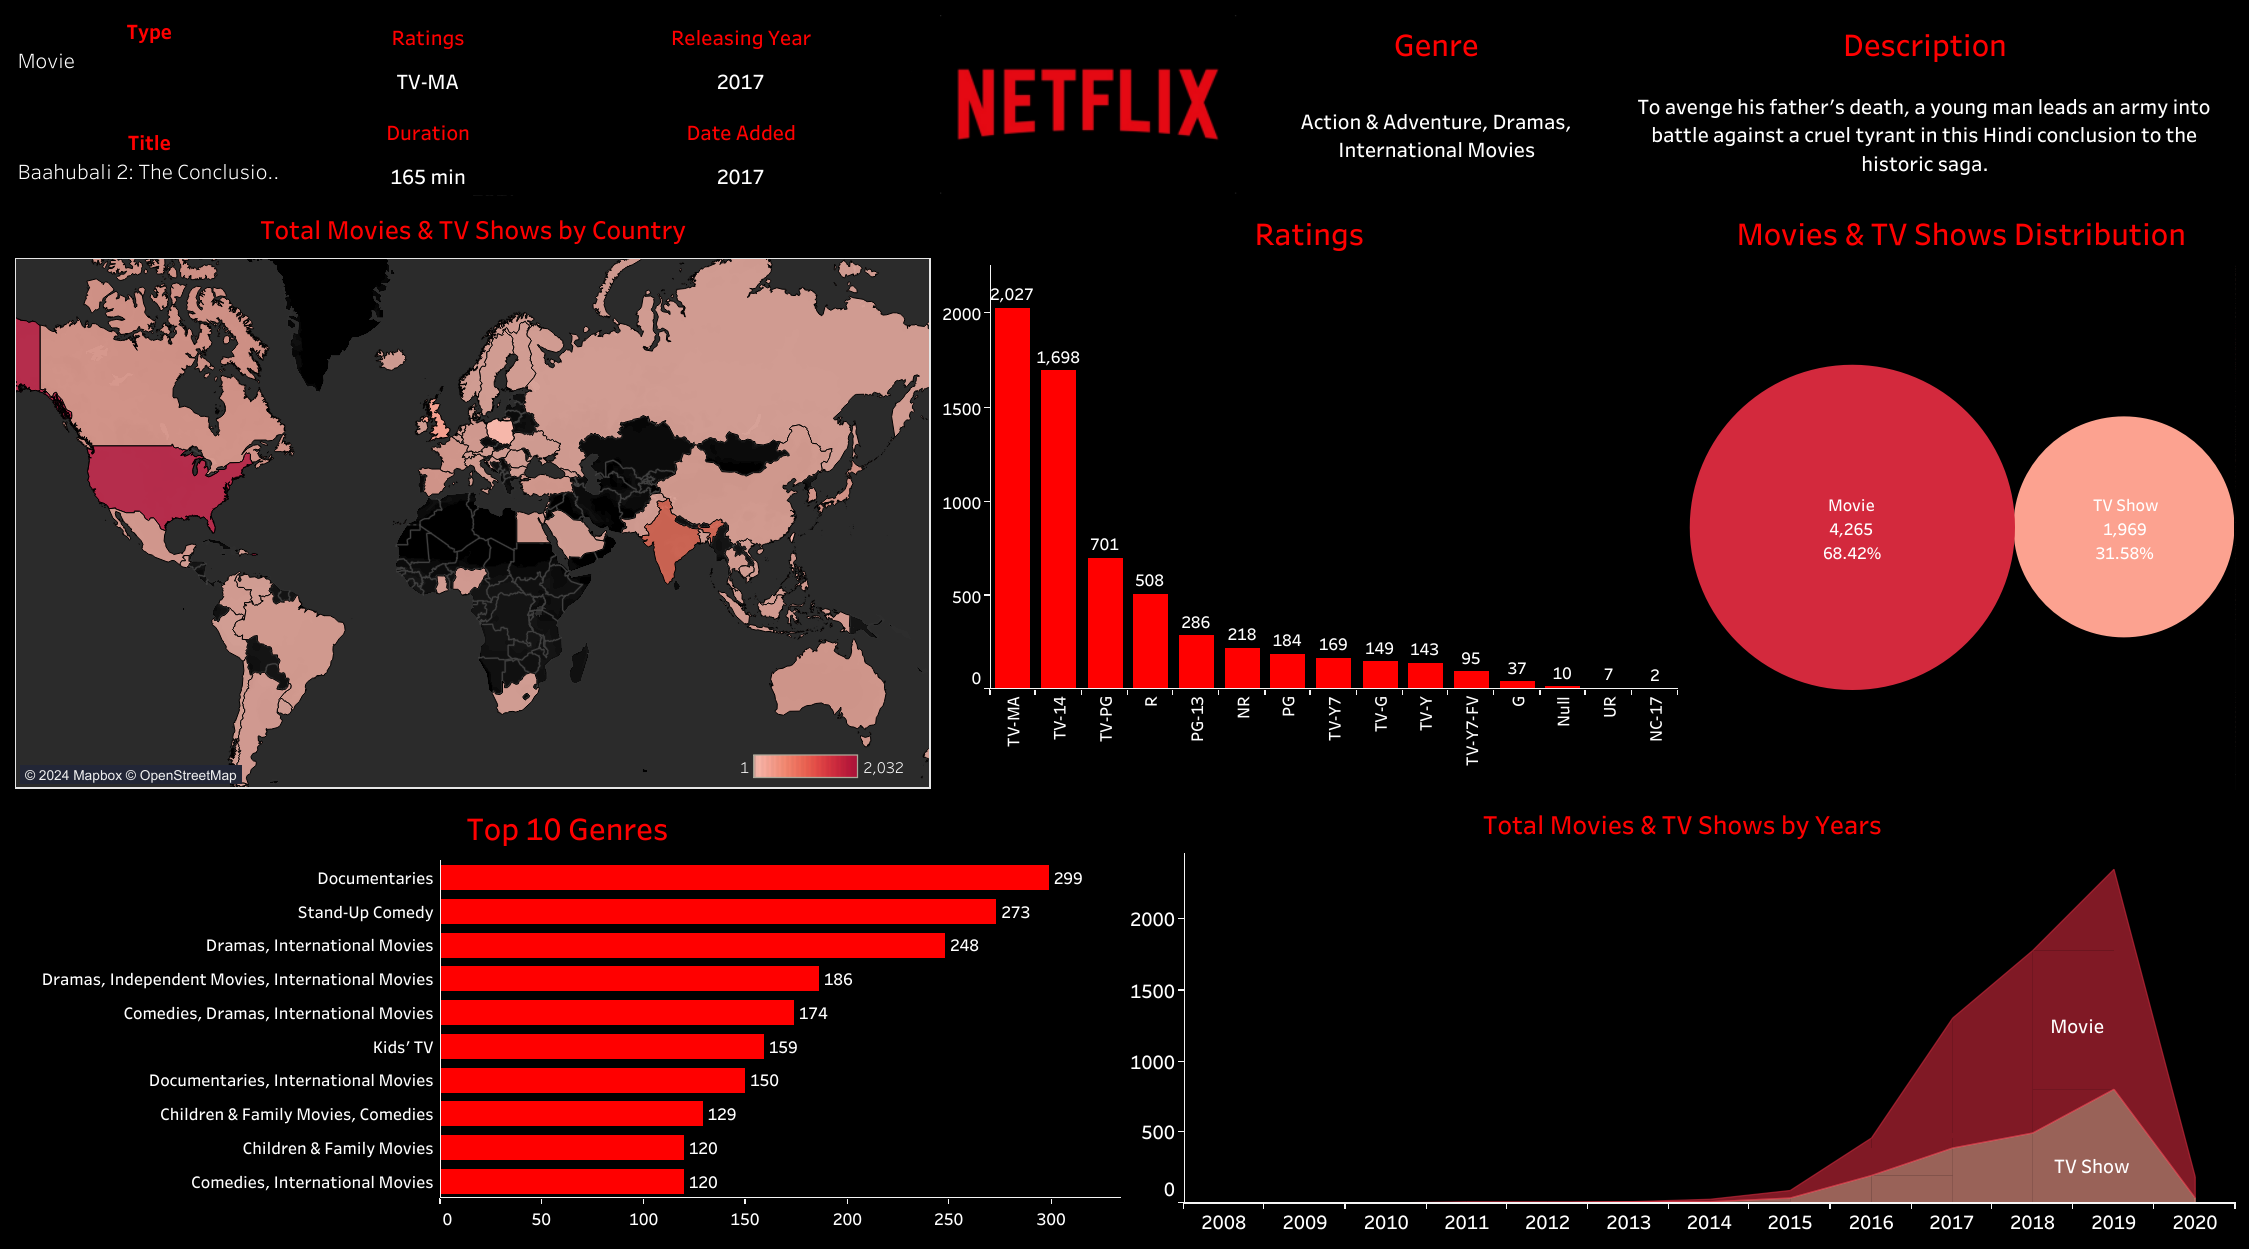 Type
Movie
Title
Baahubali 2: The Conclusio..
Ratings
TV-MA
Duration
165 min
Releasing Year
2017
Date Added
2017
NETFLIX
Genre
Action & Adventure, Dramas,
International Movies
Description
To avenge his father’s death, a young man leads an army into
battle against a cruel tyrant in this Hindi conclusion to the
historic saga.
Total Movies & TV Shows by Country
© 2024 Mapbox © OpenStreetMap
1
2,032
Ratings
2000
1500
1000
500
0
2,027
1,698
701
508
286
218
184
169
149
143
95
37
10
7
2
TV-MA
TV-14
TV-PG
R
PG-13
NR
PG
TV-Y7
TV-G
TV-Y
TV-Y7-FV
G
Null
UR
NC-17
Movies & TV Shows Distribution
Movie
4,265
68.42%
TV Show
1,969
31.58%
Top 10 Genres
Documentaries 299
Stand-Up Comedy 273
Dramas, International Movies 248
Dramas, Independent Movies, International Movies 186
Comedies, Dramas, International Movies 174
Kids’ TV 159
Documentaries, International Movies 150
Children & Family Movies, Comedies 129
Children & Family Movies 120
Comedies, International Movies 120
0 50 100 150 200 250 300
Total Movies & TV Shows by Years
2000
1500
1000
500
0
Movie
TV Show
2008 2009 2010 2011 2012 2013 2014 2015 2016 2017 2018 2019 2020